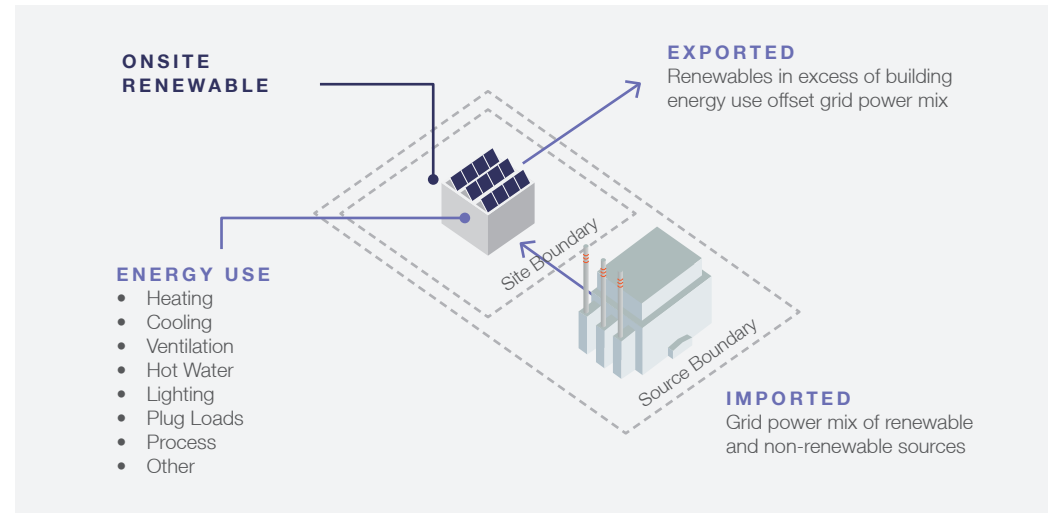 ONSITE
RENEWABLE
EXPORTED
Renewables in excess of building
energy use offset grid power mix
Site Boundary
ENERGY USE
• Heating
• Cooling
• Ventilation
• Hot Water
• Lighting
• Plug Loads
• Process
• Other
Source Boundary
IMPORTED
Grid power mix of renewable
and non-renewable sources